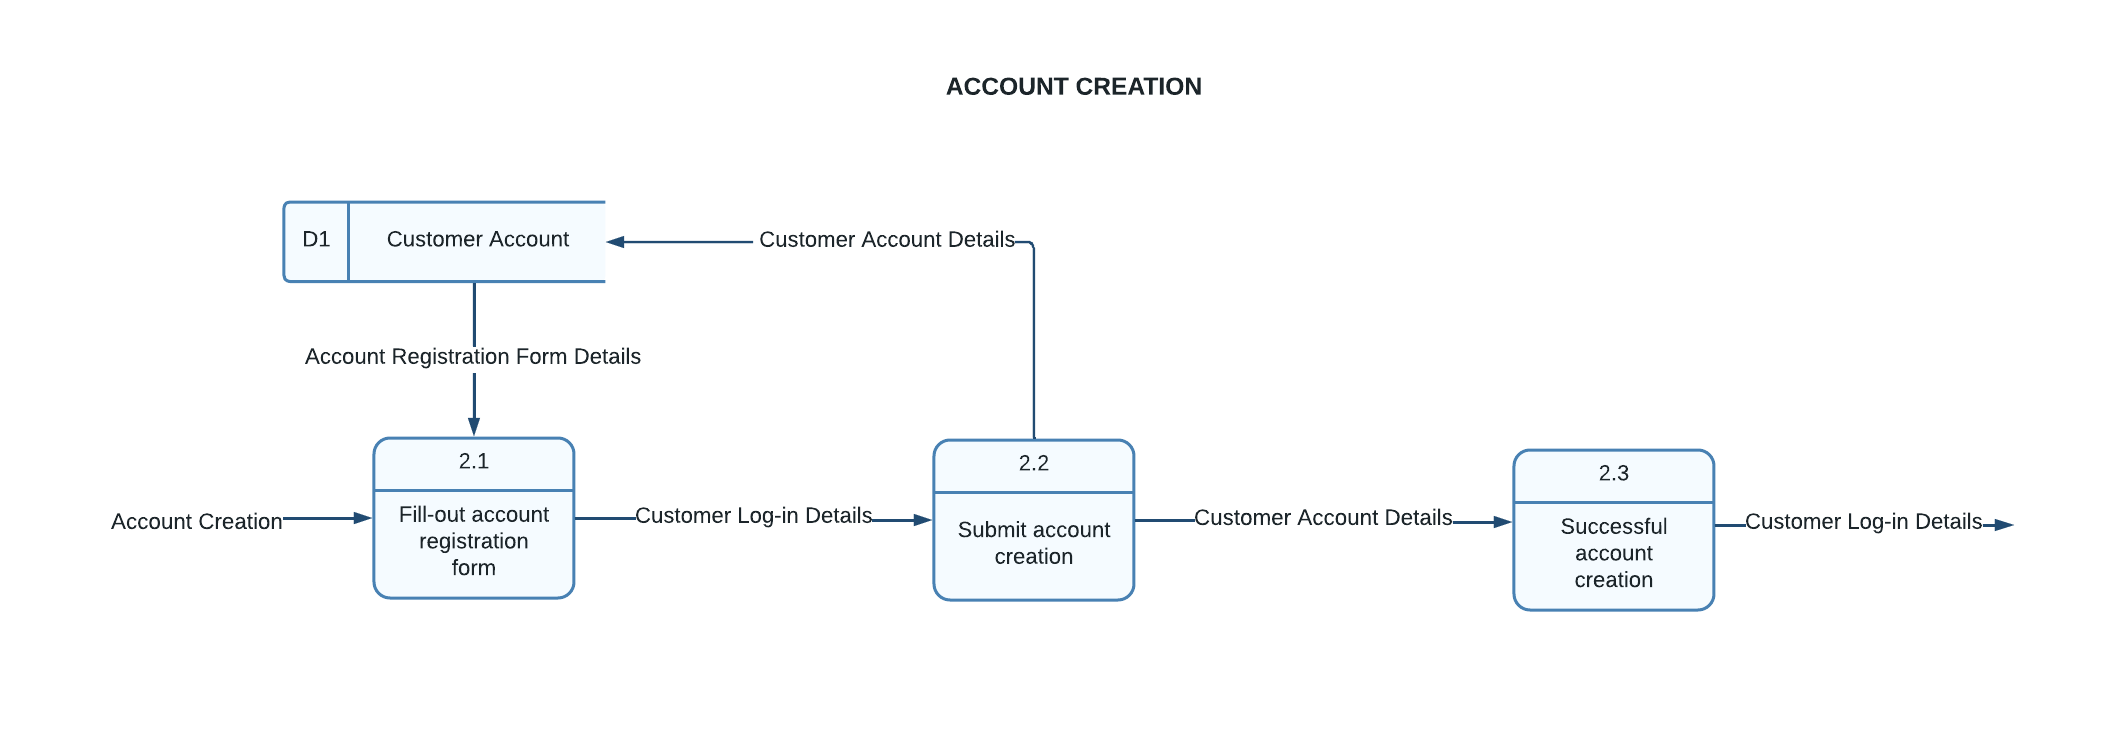 ACCOUNT CREATION
D1
Customer Account
Customer Account Details
Account Registration Form Details
2.1
Fill-out account
registration
form
2.2
Submit account
creation
2.3
Successful
account
creation
Account Creation
Customer Log-in Details
Customer Account Details
Customer Log-in Details